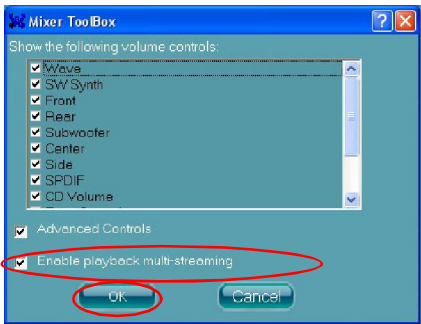 Mixer ToolBox
Show the following volume controls:
Wave
SW Synth
Front
Rear
Subwoofer
Center
Side
SPDIF
CD Volume
Advanced Controls
Enable playback multi-streaming
OK
Cancel